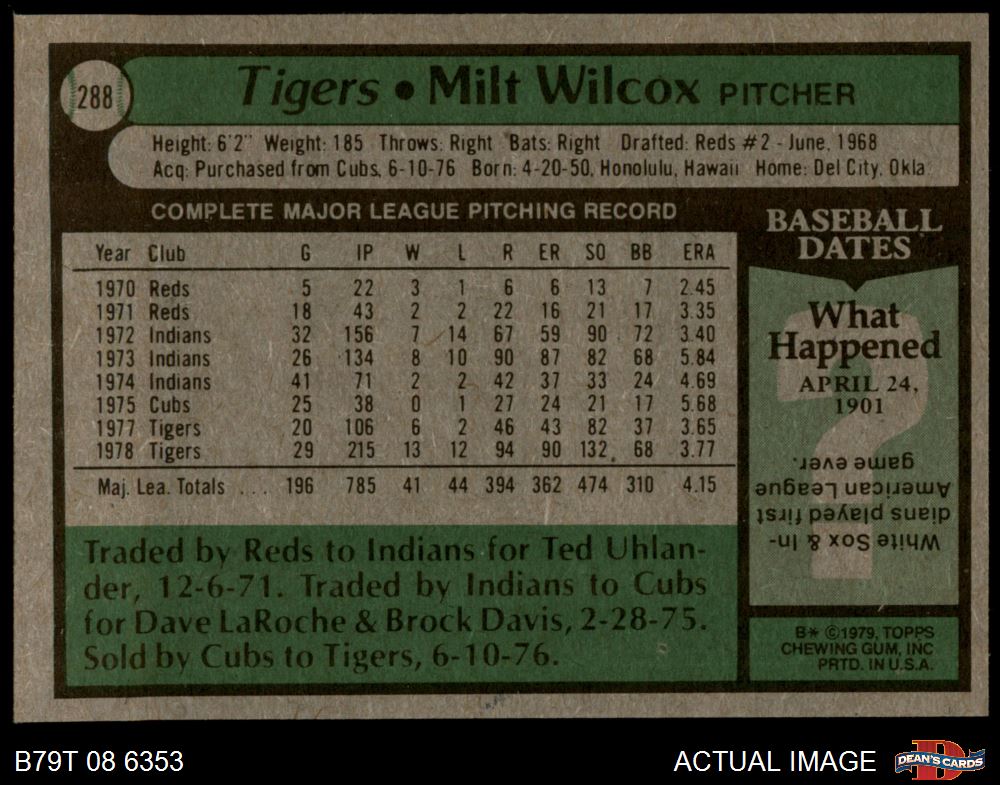 288
Tigers • Milt Wilcox PITCHER
Height: 6'2" Weight: 185 Throws: Right Bats: Right Drafted: Reds #2 - June, 1968
Acq: Purchased from Cubs, 6-10-76 Born: 4-20-50, Honolulu, Hawaii Home: Del City, Okla.
COMPLETE MAJOR LEAGUE PITCHING RECORD
Year Club G IP W L R ER SO BB ERA
1970 Reds 5 22 3 1 6 6 13 7 2.45
1971 Reds 18 43 2 2 22 16 21 17 3.35
1972 Indians 32 156 7 14 67 59 90 72 3.40
1973 Indians 26 134 8 10 90 87 82 68 5.84
1974 Indians 41 71 2 2 42 37 33 24 4.69
1975 Cubs 25 38 0 1 27 24 21 17 5.68
1977 Tigers 20 106 6 2 46 43 82 37 3.65
1978 Tigers 29 215 13 12 94 90 132 68 3.77
Maj. Lea. Totals ... 196 785 41 44 394 362 474 310 4.15
Traded by Reds to Indians for Ted Uhlan-
der, 12-6-71. Traded by Indians to Cubs
for Dave LaRoche & Brock Davis, 2-28-75.
Sold by Cubs to Tigers, 6-10-76.
BASEBALL
DATES
What
Happened
APRIL 24,
1901
White Sox & In-
dians played first
American League
game ever.
B* ©1979, TOPPS
CHEWING GUM, INC
PRTD. IN U.S.A.
B79T 08 6353
ACTUAL IMAGE
DEAN'S CARDS